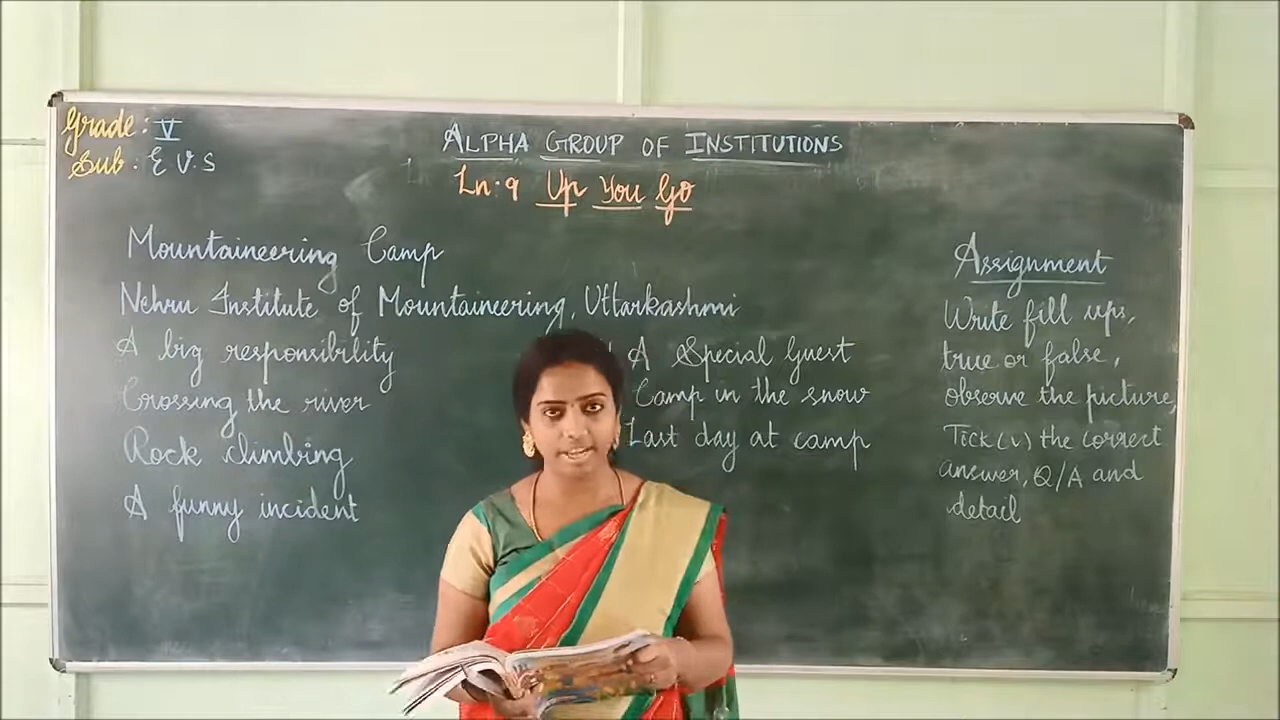 Grade: V
Sub: E V.S
ALPHA GROUP OF INSTITUTIONS
Ln:9 Up You Go
Mountaineering Camp
Nehru Institute of Mountaineering, Uttarkashmi
A big responsibility
Crossing the river
Rock climbing
A funny incident
A Special Guest
Camp in the snow
Last day at camp
Assignment
Write fill ups,
true or false,
observe the picture,
Tick(√) the correct
answer, Q/A and
detail